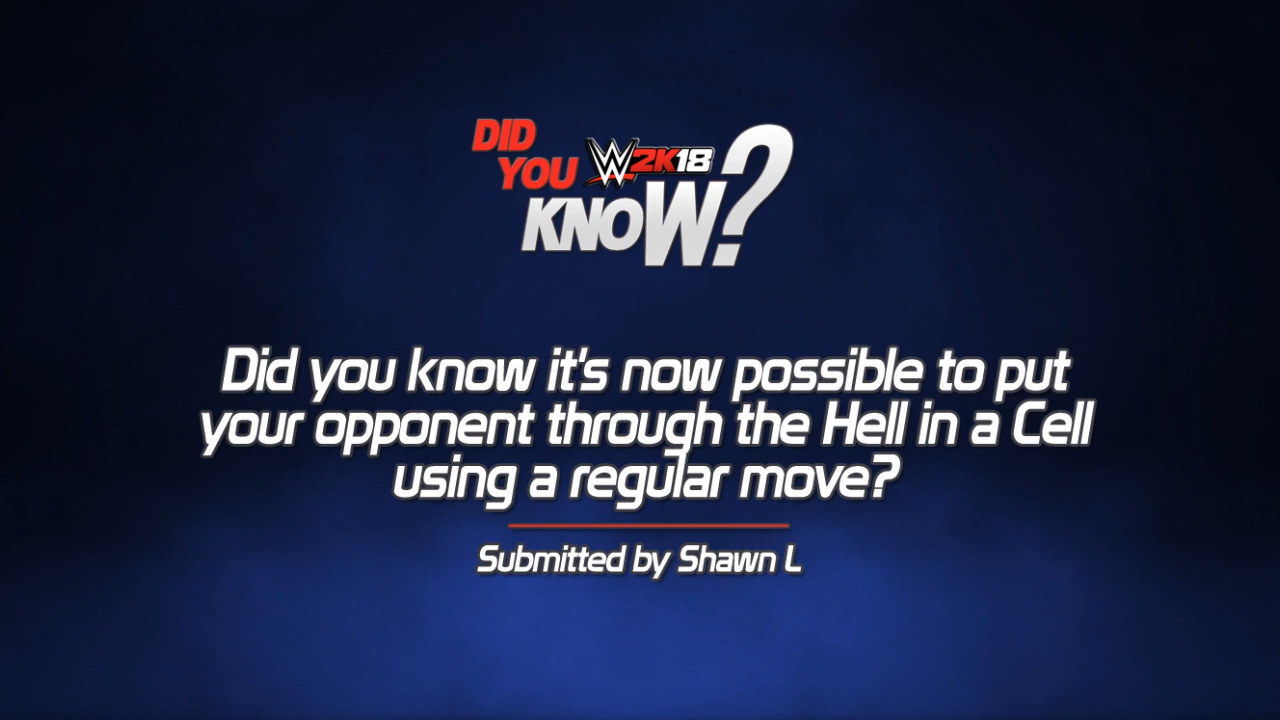 DID
YOU W 2K18
KNOW?
Did you know it's now possible to put
your opponent through the Hell in a Cell
using a regular move?
Submitted by Shawn L